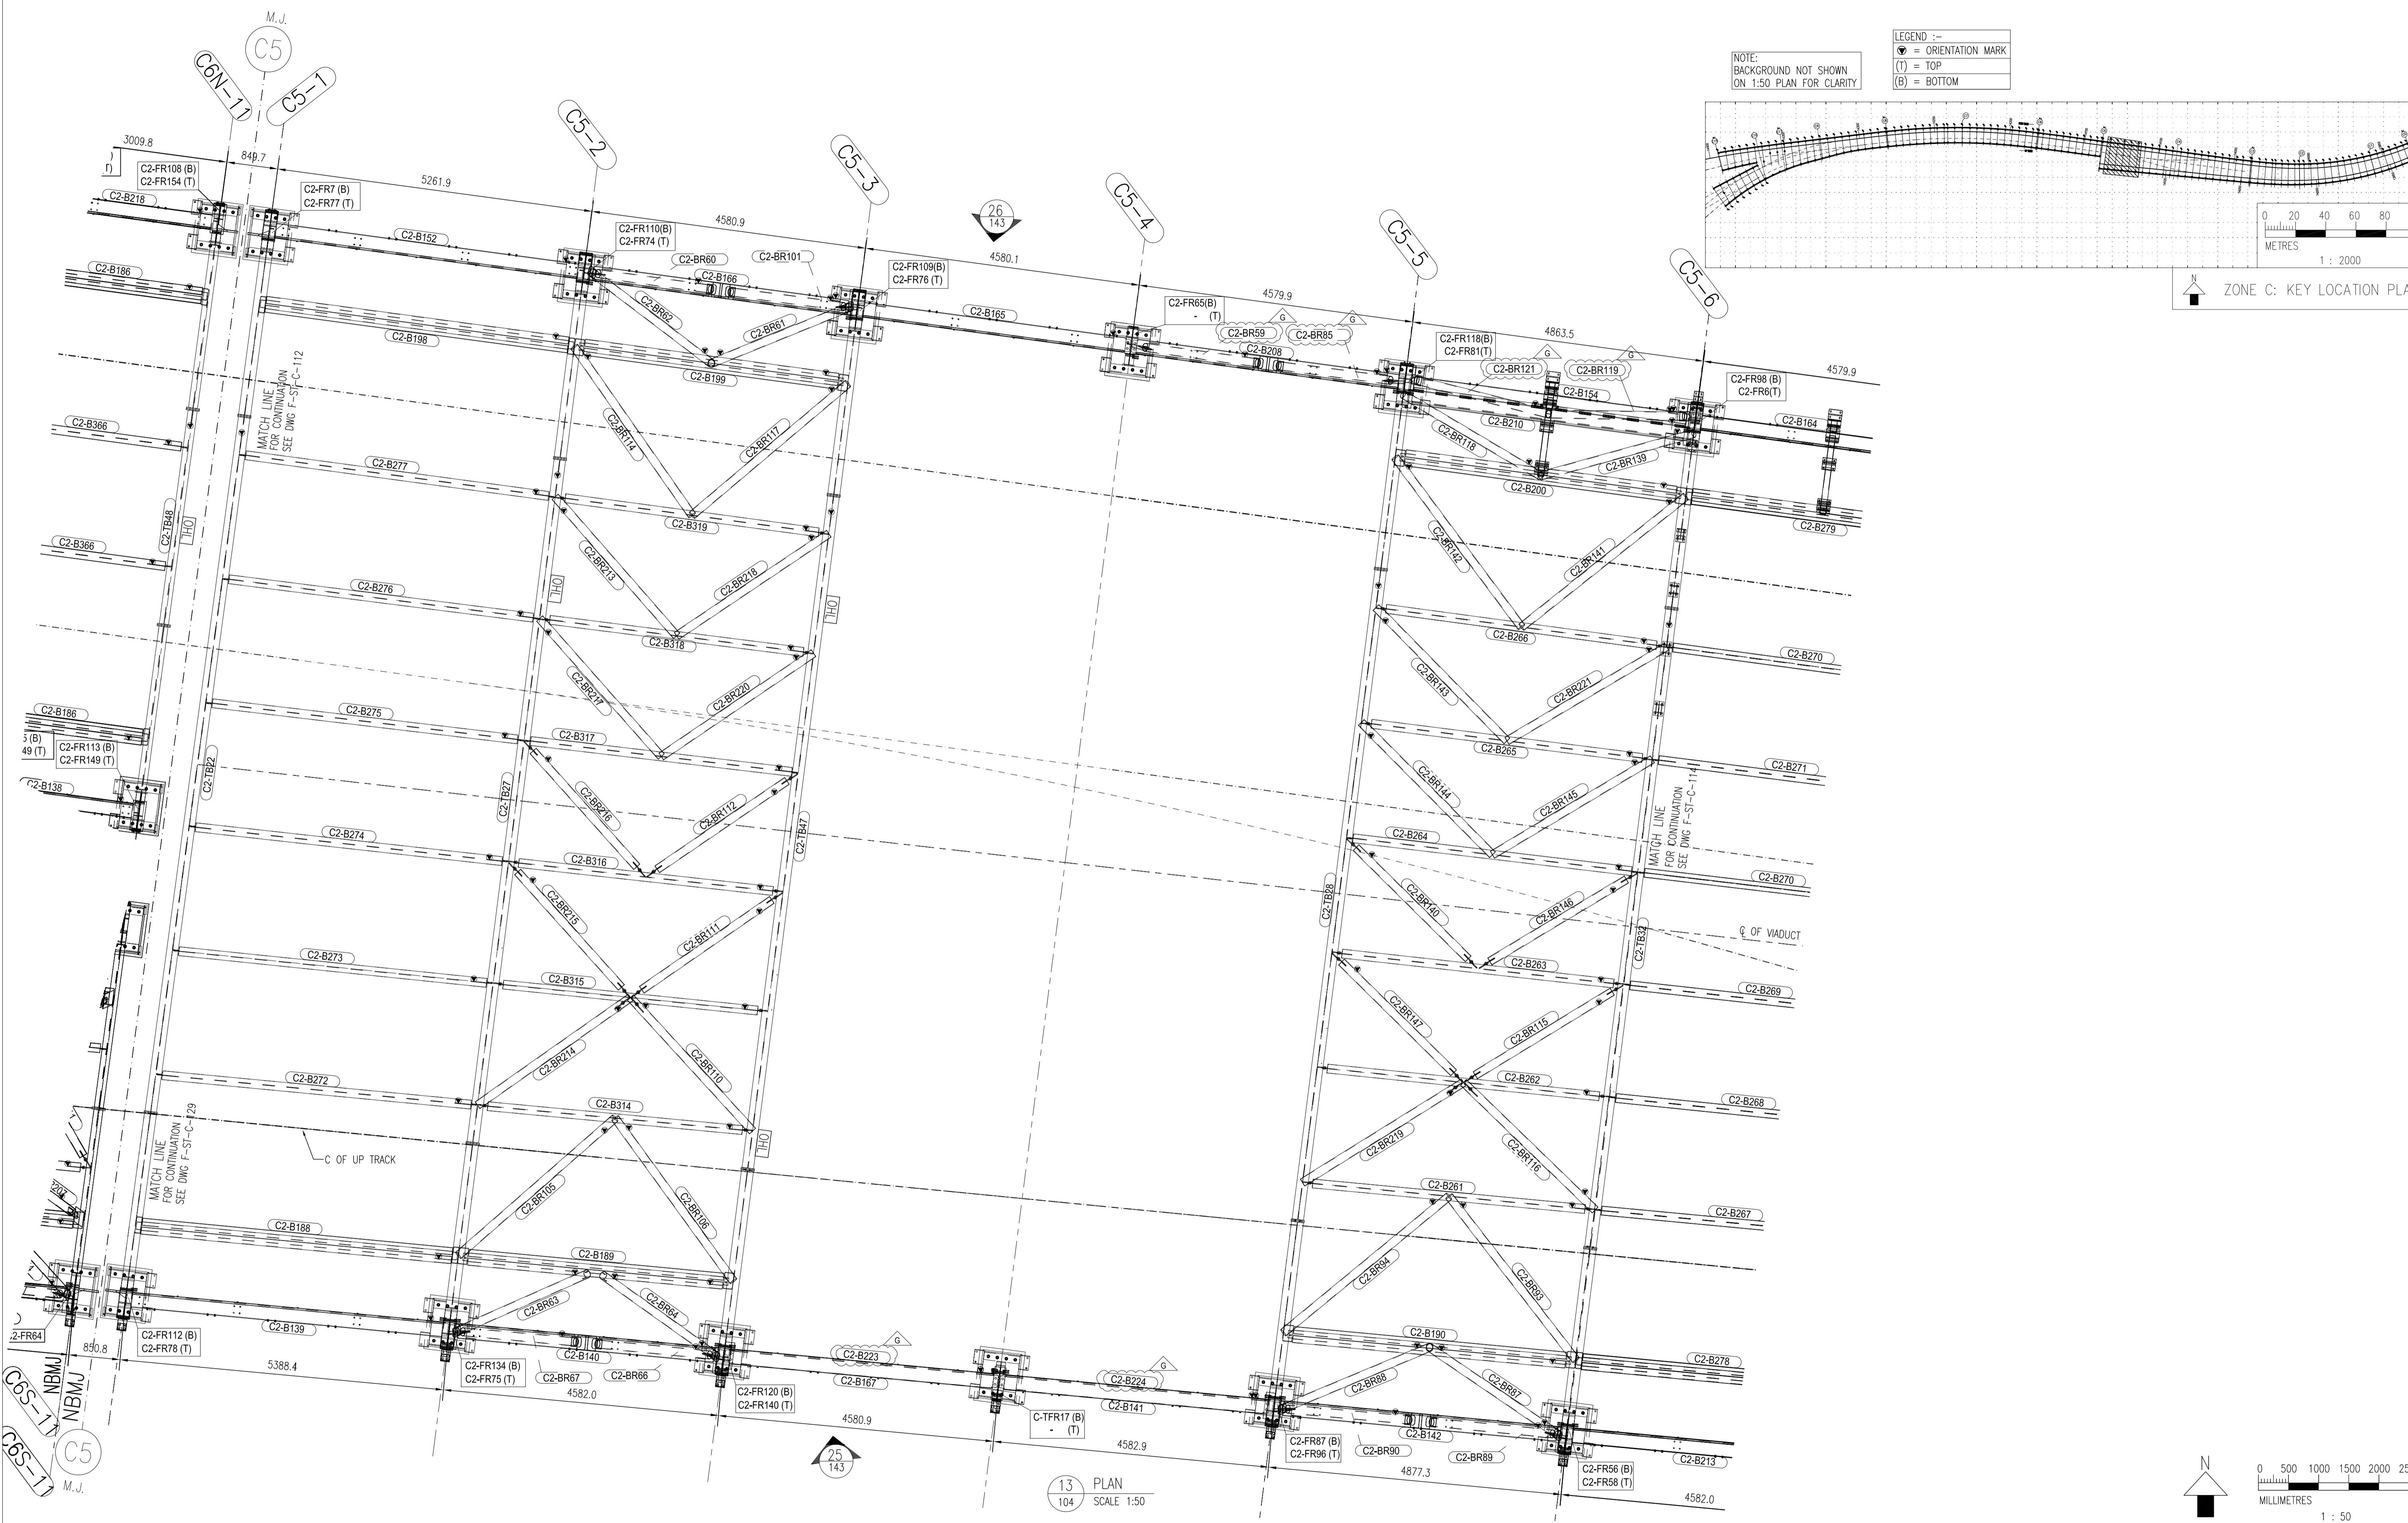 M.J.
C5
C6N-11
C5-1
C5-2
C5-3
C5-4
C5-5
C5-6
NOTE:
BACKGROUND NOT SHOWN
ON 1:50 PLAN FOR CLARITY
LEGEND :-
= ORIENTATION MARK
(T) = TOP
(B) = BOTTOM
0 20 40 60 80
METRES
1 : 2000
N
ZONE C: KEY LOCATION PLA
3009.8
849.7
5261.9
4580.9
4580.1
4579.9
4863.5
4579.9
26
143
C2-FR108 (B)
C2-FR154 (T)
C2-FR7 (B)
C2-FR77 (T)
C2-FR110(B)
C2-FR74 (T)
C2-FR109(B)
C2-FR76 (T)
C2-FR65(B)
- (T)
C2-FR118(B)
C2-FR81(T)
C2-FR98 (B)
C2-FR6(T)
C2-B218
C2-B152
C2-BR60
C2-B166
C2-BR101
C2-B165
C2-BR59
G
C2-BR85
G
C2-B208
C2-BR121
G
C2-BR119
G
C2-B154
C2-B164
C2-B186
C2-B198
C2-BR62
C2-BR61
C2-B199
C2-B210
C2-BR118
C2-BR139
C2-B200
C2-B279
MATCH LINE
FOR CONTINUATION
SEE DWG F-ST-C-112
C2-B366
C2-B277
C2-BR114
C2-BR117
C2-B319
C2-BR142
C2-BR141
C2-TB48
OHL
C2-B366
C2-B276
C2-BR213
C2-BR218
OHL
OHL
C2-B318
C2-B266
C2-B270
C2-B186
C2-B275
C2-BR217
C2-BR220
C2-B317
C2-BR143
C2-BR221
C2-B265
C2-B271
5 (B)
49 (T)
C2-FR113 (B)
C2-FR149 (T)
C2-B138
C2-TB22
C2-TB27
C2-TB47
C2-BR216
C2-BR112
C2-B274
C2-B316
C2-BR144
C2-BR145
C2-B264
C2-B270
MATCH LINE
FOR CONTINUATION
SEE DWG F-ST-C-114
C2-TB28
C2-TB32
C2-BR215
C2-BR111
C2-B273
C2-B315
C2-BR140
C2-BR146
C2-B263
C2-B269
℄ OF VIADUCT
C2-BR214
C2-BR110
C2-B272
C2-B314
C2-BR147
C2-BR115
C2-B262
C2-B268
C OF UP TRACK
OHL
MATCH LINE
FOR CONTINUATION
SEE DWG F-ST-C-129
C2-BR105
C2-BR106
C2-BR219
C2-BR116
C2-B261
C2-B267
C2-B188
C2-B189
C2-BR94
C2-BR93
C2-B190
C2-B278
C2-BR63
C2-BR64
C2-B139
C2-B140
C2-BR67
C2-BR66
C2-B223
G
C2-B167
C2-B224
G
C2-B141
C2-BR88
C2-BR87
C2-B142
C2-BR90
C2-BR89
C2-B213
2-FR64
C2-FR112 (B)
C2-FR78 (T)
C2-FR134 (B)
C2-FR75 (T)
C2-FR120 (B)
C2-FR140 (T)
C-TFR17 (B)
- (T)
C2-FR87 (B)
C2-FR96 (T)
C2-FR56 (B)
C2-FR58 (T)
850.8
5388.4
4582.0
4580.9
4582.9
4877.3
4582.0
NBMJ
NBMJ
C6S-11
C6S-11
C5
M.J.
25
143
13
104
PLAN
SCALE 1:50
N
0 500 1000 1500 2000
MILLIMETRES
1 : 50